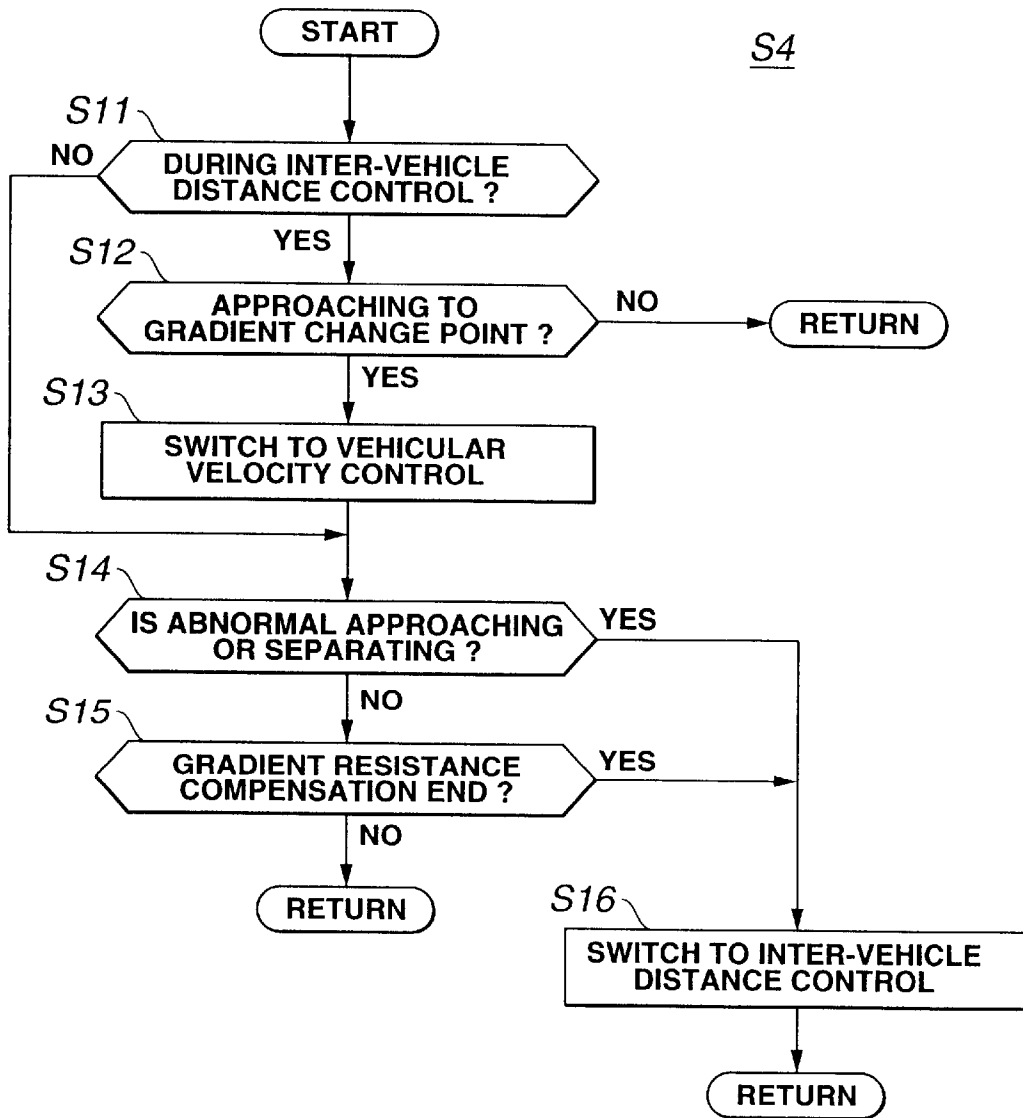 START
S4
S11
NO
DURING INTER-VEHICLE
DISTANCE CONTROL ?
YES
S12
APPROACHING TO
GRADIENT CHANGE POINT ?
NO
RETURN
YES
S13
SWITCH TO VEHICULAR
VELOCITY CONTROL
S14
IS ABNORMAL APPROACHING
OR SEPARATING ?
YES
NO
S15
GRADIENT RESISTANCE
COMPENSATION END ?
YES
NO
RETURN
S16
SWITCH TO INTER-VEHICLE
DISTANCE CONTROL
RETURN